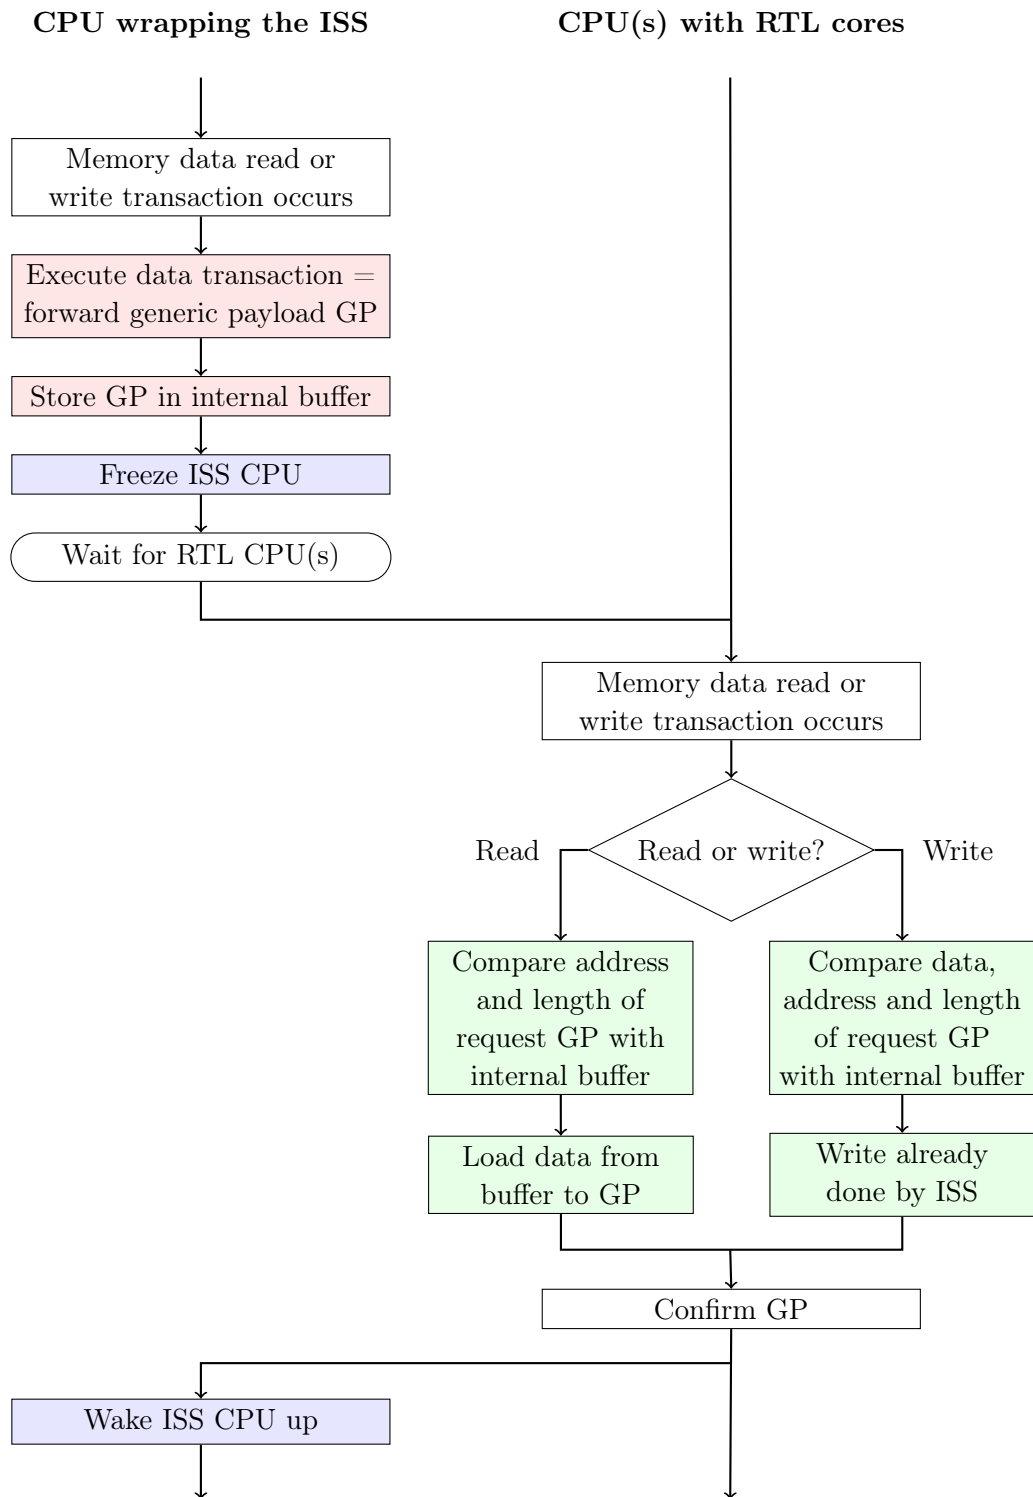 CPU wrapping the ISS
CPU(s) with RTL cores
Memory data read or
write transaction occurs
Execute data transaction =
forward generic payload GP
Store GP in internal buffer
Freeze ISS CPU
Wait for RTL CPU(s)
Memory data read or
write transaction occurs
Read
Read or write?
Write
Compare address
and length of
request GP with
internal buffer
Compare data,
address and length
of request GP
with internal buffer
Load data from
buffer to GP
Write already
done by ISS
Confirm GP
Wake ISS CPU up